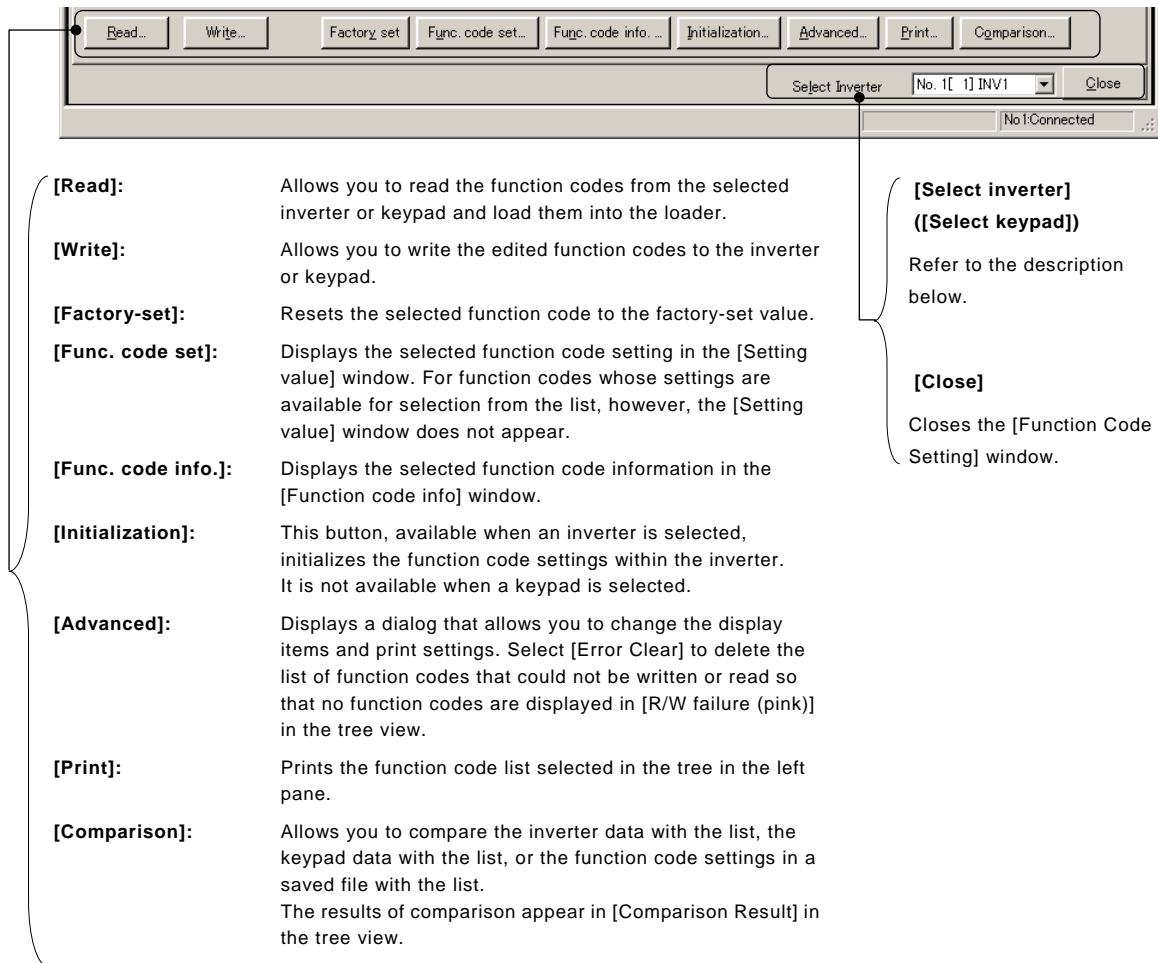 Read... Write... Factory set Func. code set... Func. code info. ... Initialization... Advanced... Print... Comparison...
Select Inverter No. 1[ 1] INV1 Close
No1:Connected
[Read]: Allows you to read the function codes from the selected
inverter or keypad and load them into the loader.
[Write]: Allows you to write the edited function codes to the inverter
or keypad.
[Factory-set]: Resets the selected function code to the factory-set value.
[Func. code set]: Displays the selected function code setting in the [Setting
value] window. For function codes whose settings are
available for selection from the list, however, the [Setting
value] window does not appear.
[Func. code info.]: Displays the selected function code information in the
[Function code info] window.
[Initialization]: This button, available when an inverter is selected,
initializes the function code settings within the inverter.
It is not available when a keypad is selected.
[Advanced]: Displays a dialog that allows you to change the display
items and print settings. Select [Error Clear] to delete the
list of function codes that could not be written or read so
that no function codes are displayed in [R/W failure (pink)]
in the tree view.
[Print]: Prints the function code list selected in the tree in the left
pane.
[Comparison]: Allows you to compare the inverter data with the list, the
keypad data with the list, or the function code settings in a
saved file with the list.
The results of comparison appear in [Comparison Result] in
the tree view.
[Select inverter]
([Select keypad])
Refer to the description
below.
[Close]
Closes the [Function Code
Setting] window.